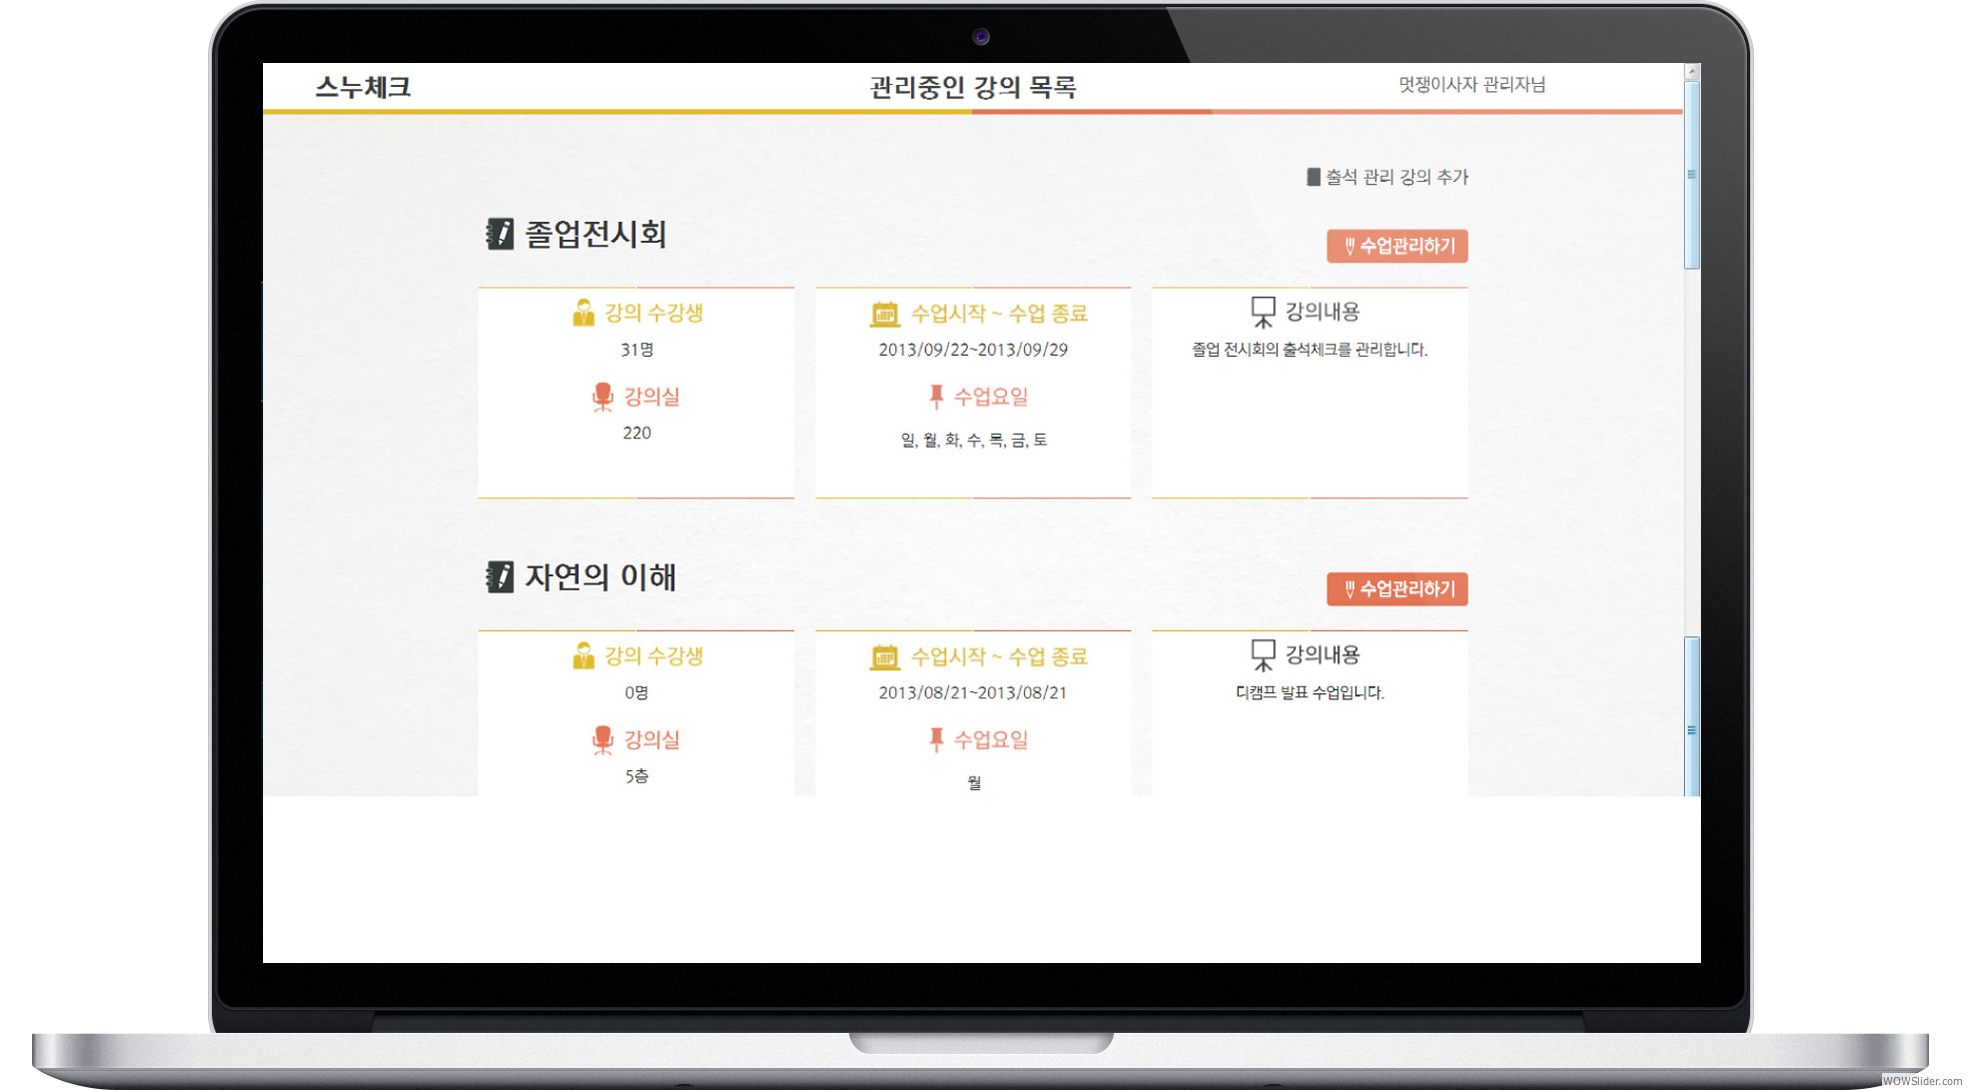 스누체크
관리중인 강의 목록
멋쟁이사자 관리자님
출석 관리 강의 추가
졸업전시회
수업관리하기
강의 수강생
31명
강의실
220
수업시작 ~ 수업 종료
2013/09/22~2013/09/29
수업요일
일, 월, 화, 수, 목, 금, 토
강의내용
졸업 전시회의 출석체크를 관리합니다.
자연의 이해
수업관리하기
강의 수강생
0명
강의실
5층
수업시작 ~ 수업 종료
2013/08/21~2013/08/21
수업요일
월
강의내용
디캠프 발표 수업입니다.
WOWSlider.com